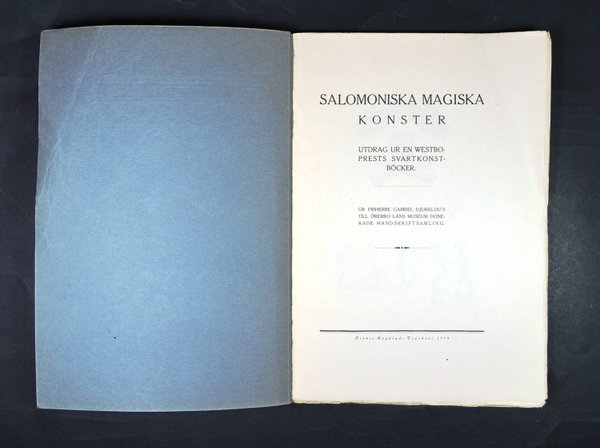 SALOMONISKA MAGISKA
KONSTER
UTDRAG UR EN WESTBO-
PRESTS SVARTKONST-
BÖCKER.
UR FRIHERRE GABRIEL DJURKLOU'S
TILL ÖREBRO LÄNS MUSEUM DONE-
RADE HANDSKRIFTSAMLING.
Örebro Dagblads Tryckeri,